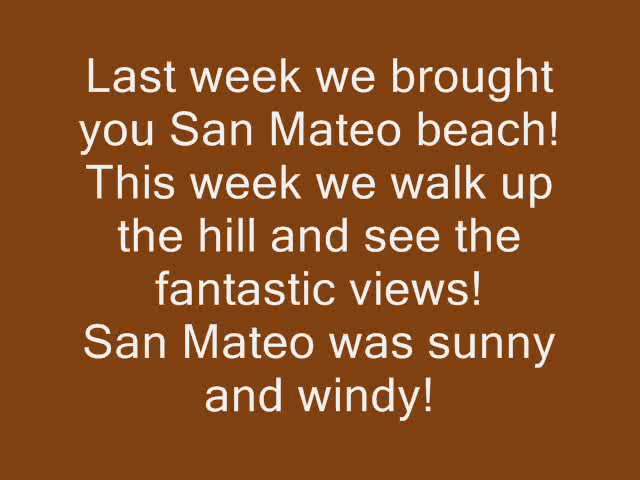 Last week we brought
you San Mateo beach!
This week we walk up
the hill and see the
fantastic views!
San Mateo was sunny
and windy!